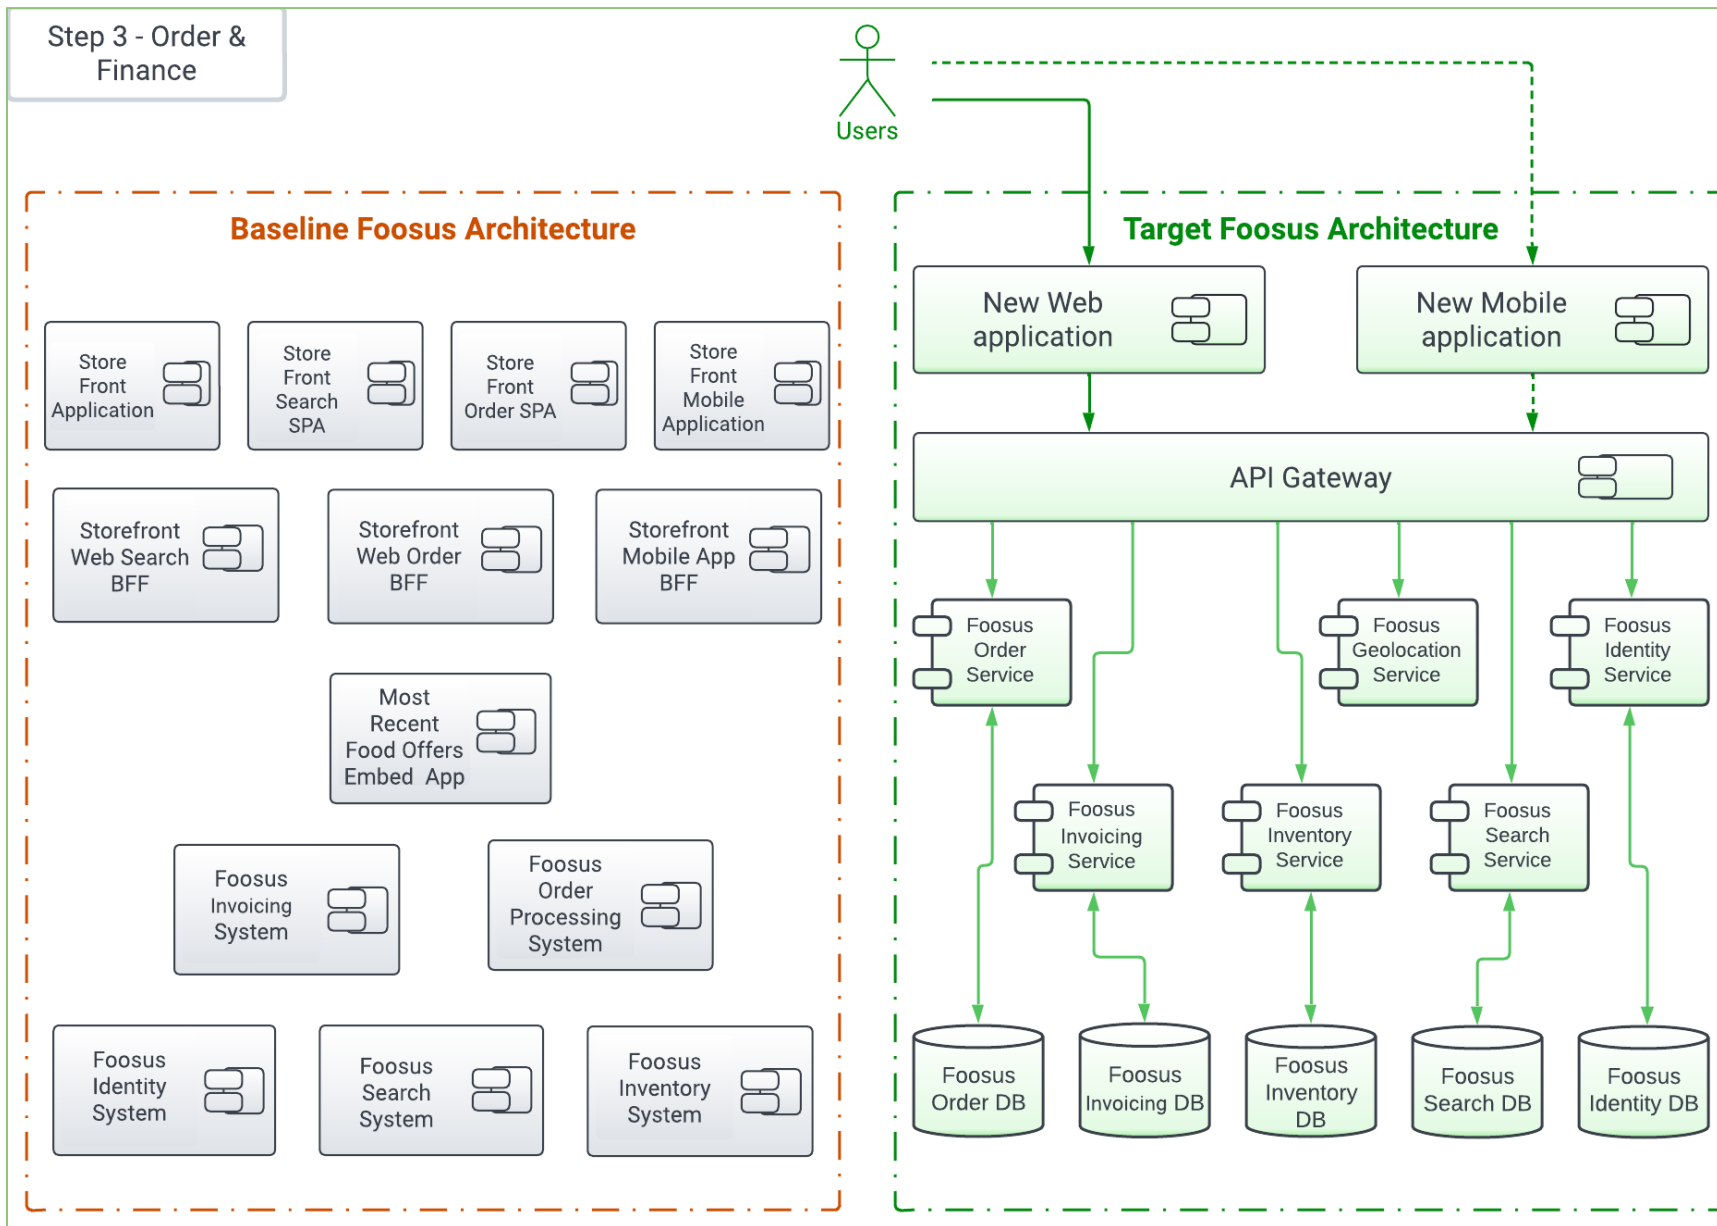 Step 3 - Order &
Finance
Users
Baseline Foosus Architecture
Store
Front
Application
Store
Front
Search
SPA
Store
Front
Order SPA
Store
Front
Mobile
Application
Storefront
Web Search
BFF
Storefront
Web Order
BFF
Storefront
Mobile App
BFF
Most
Recent
Food Offers
Embed App
Foosus
Invoicing
System
Foosus
Order
Processing
System
Foosus
Identity
System
Foosus
Search
System
Foosus
Inventory
System
Target Foosus Architecture
New Web
application
New Mobile
application
API Gateway
Foosus
Order
Service
Foosus
Geolocation
Service
Foosus
Identity
Service
Foosus
Invoicing
Service
Foosus
Inventory
Service
Foosus
Search
Service
Foosus
Order DB
Foosus
Invoicing DB
Foosus
Inventory
DB
Foosus
Search DB
Foosus
Identity DB